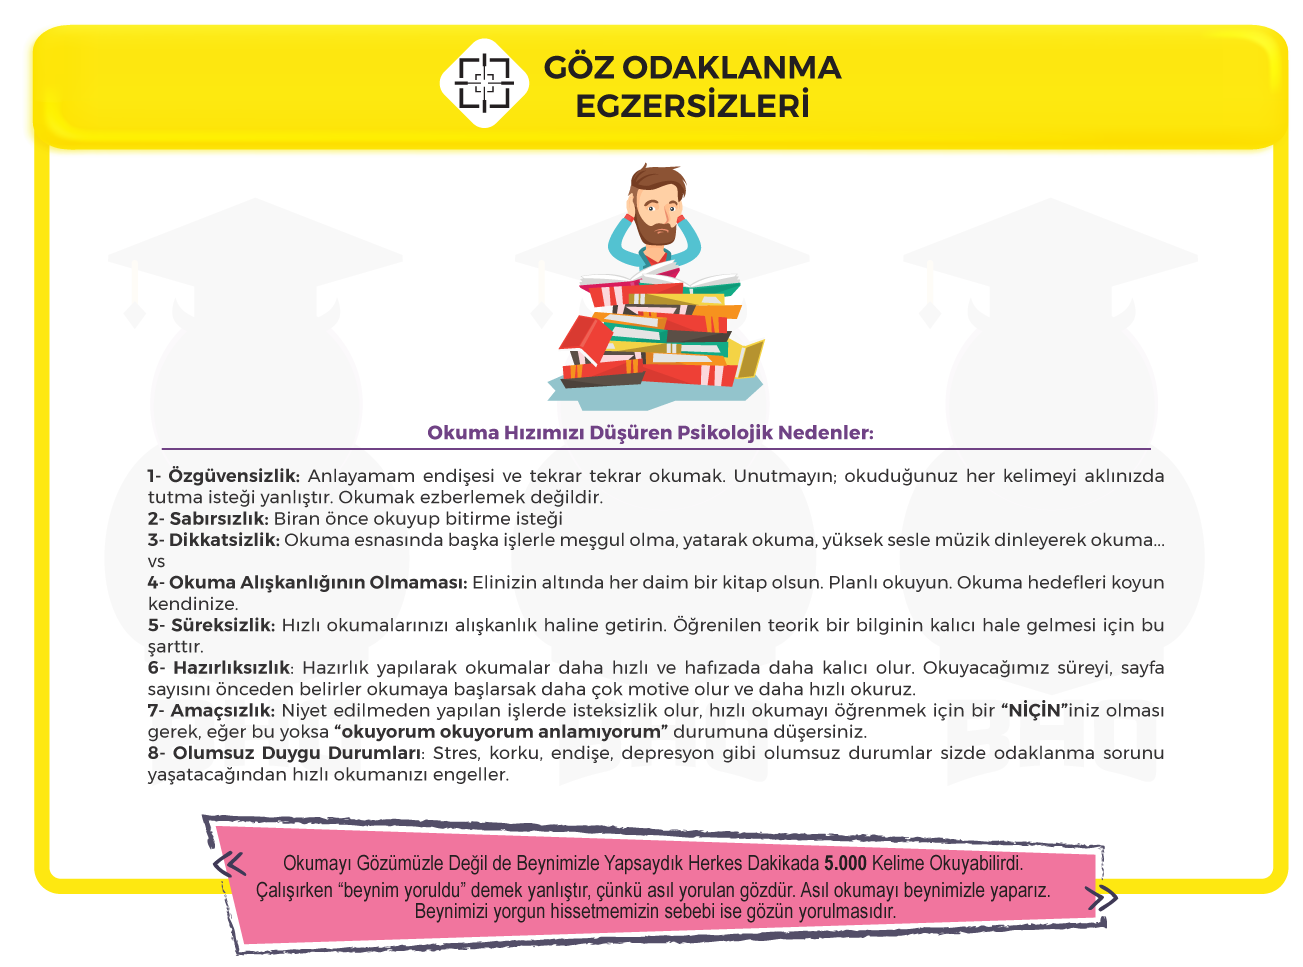 GÖZ ODAKLANMA
EGZERSİZLERİ
Okuma Hızımızı Düşüren Psikolojik Nedenler:
1- Özgüvensizlik: Anlayamam endişesi ve tekrar tekrar okumak. Unutmayın; okuduğunuz her kelimeyi aklınızda
tutma isteği yanlıştır. Okumak ezberlemek değildir.
2- Sabırsızlık: Biran önce okuyup bitirme isteği
3- Dikkatsizlik: Okuma esnasında başka işlerle meşgul olma, yatarak okuma, yüksek sesle müzik dinleyerek okuma...
vs
4- Okuma Alışkanlığının Olmaması: Elinizin altında her daim bir kitap olsun. Planlı okuyun. Okuma hedefleri koyun
kendinize.
5- Süreksizlik: Hızlı okumalarınızı alışkanlık haline getirin. Öğrenilen teorik bir bilginin kalıcı hale gelmesi için bu
şarttır.
6- Hazırlıksızlık: Hazırlık yapılarak okumalar daha hızlı ve hafızada daha kalıcı olur. Okuyacağımız süreyi, sayfa
sayısını önceden belirler okumaya başlarsak daha çok motive olur ve daha hızlı okuruz.
7- Amaçsızlık: Niyet edilmeden yapılan işlerde isteksizlik olur, hızlı okumayı öğrenmek için bir “NİÇİN”iniz olması
gerek, eğer bu yoksa “okuyorum okuyorum anlamıyorum” durumuna düşersiniz.
8- Olumsuz Duygu Durumları: Stres, korku, endişe, depresyon gibi olumsuz durumlar sizde odaklanma sorunu
yaşatacağından hızlı okumanızı engeller.
Okumayı Gözümüzle Değil de Beynimizle Yapsaydık Herkes Dakikada 5.000 Kelime Okuyabilirdi.
Çalışırken “beynim yoruldu” demek yanlıştır, çünkü asıl yorulan gözdür. Asıl okumayı beynimizle yaparız.
Beynimizi yorgun hissetmemizin sebebi ise gözün yorulmasıdır.